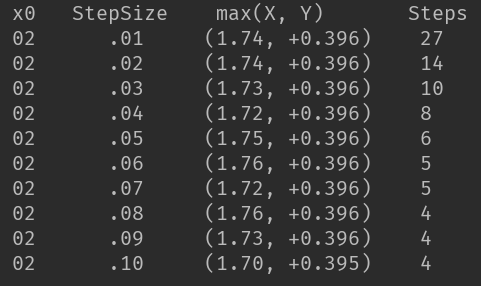 x0 StepSize max(X, Y) Steps
02 .01 (1.74, +0.396) 27
02 .02 (1.74, +0.396) 14
02 .03 (1.73, +0.396) 10
02 .04 (1.72, +0.396) 8
02 .05 (1.75, +0.396) 6
02 .06 (1.76, +0.396) 5
02 .07 (1.72, +0.396) 5
02 .08 (1.76, +0.396) 4
02 .09 (1.73, +0.396) 4
02 .10 (1.70, +0.395) 4